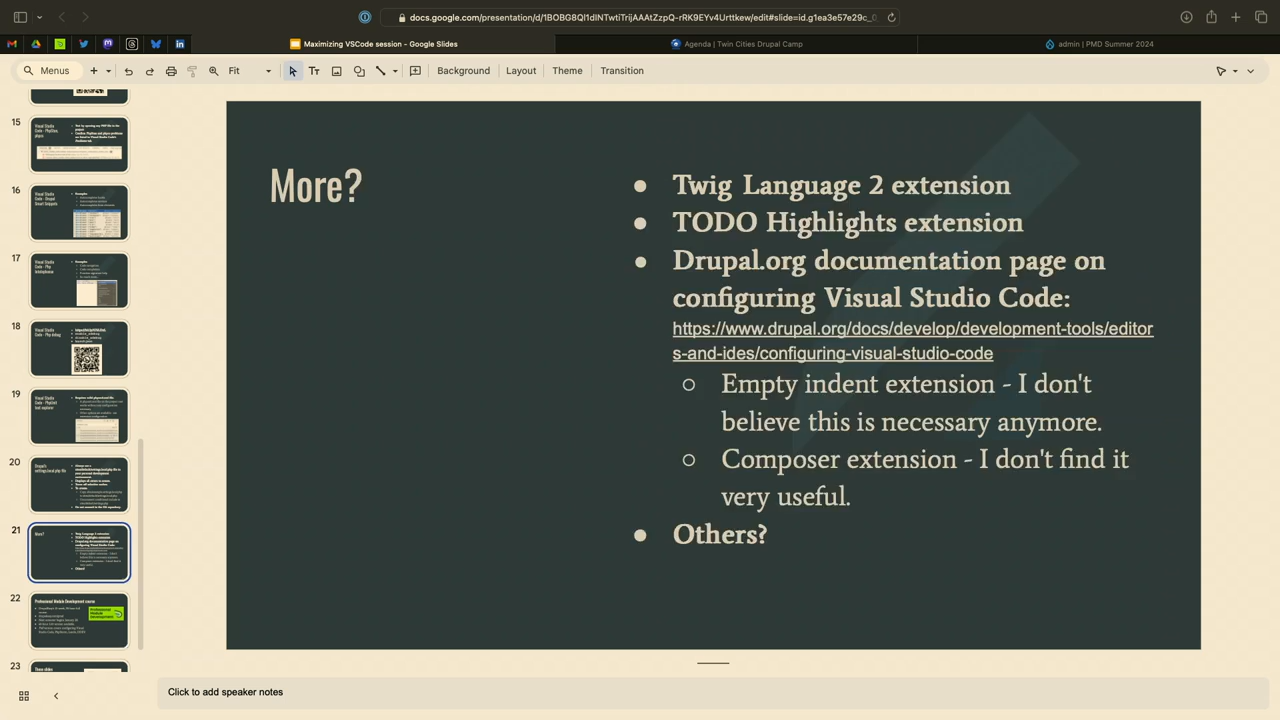 docs.google.com/presentation/d/1BOBG8Ql1dlNTwtiTrijAAAtZzpQ-rRK9EYv4Urttkew/edit#slide=id.g1ea3e57e29c_0
Maximizing VSCode session - Google Slides
Agenda | Twin Cities Drupal Camp
admin | PMD Summer 2024
Menus
Fit
Background
Layout
Theme
Transition
15
16
17
18
19
20
21
22
23
More?
Twig Language 2 extension
TODO Highlights extension
Drupal.org documentation page on
configuring Visual Studio Code:
https://www.drupal.org/docs/develop/development-tools/editor
s-and-ides/configuring-visual-studio-code
Empty indent extension - I don't
believe this is necessary anymore.
Composer extension - I don't find it
very useful.
Others?
Click to add speaker notes